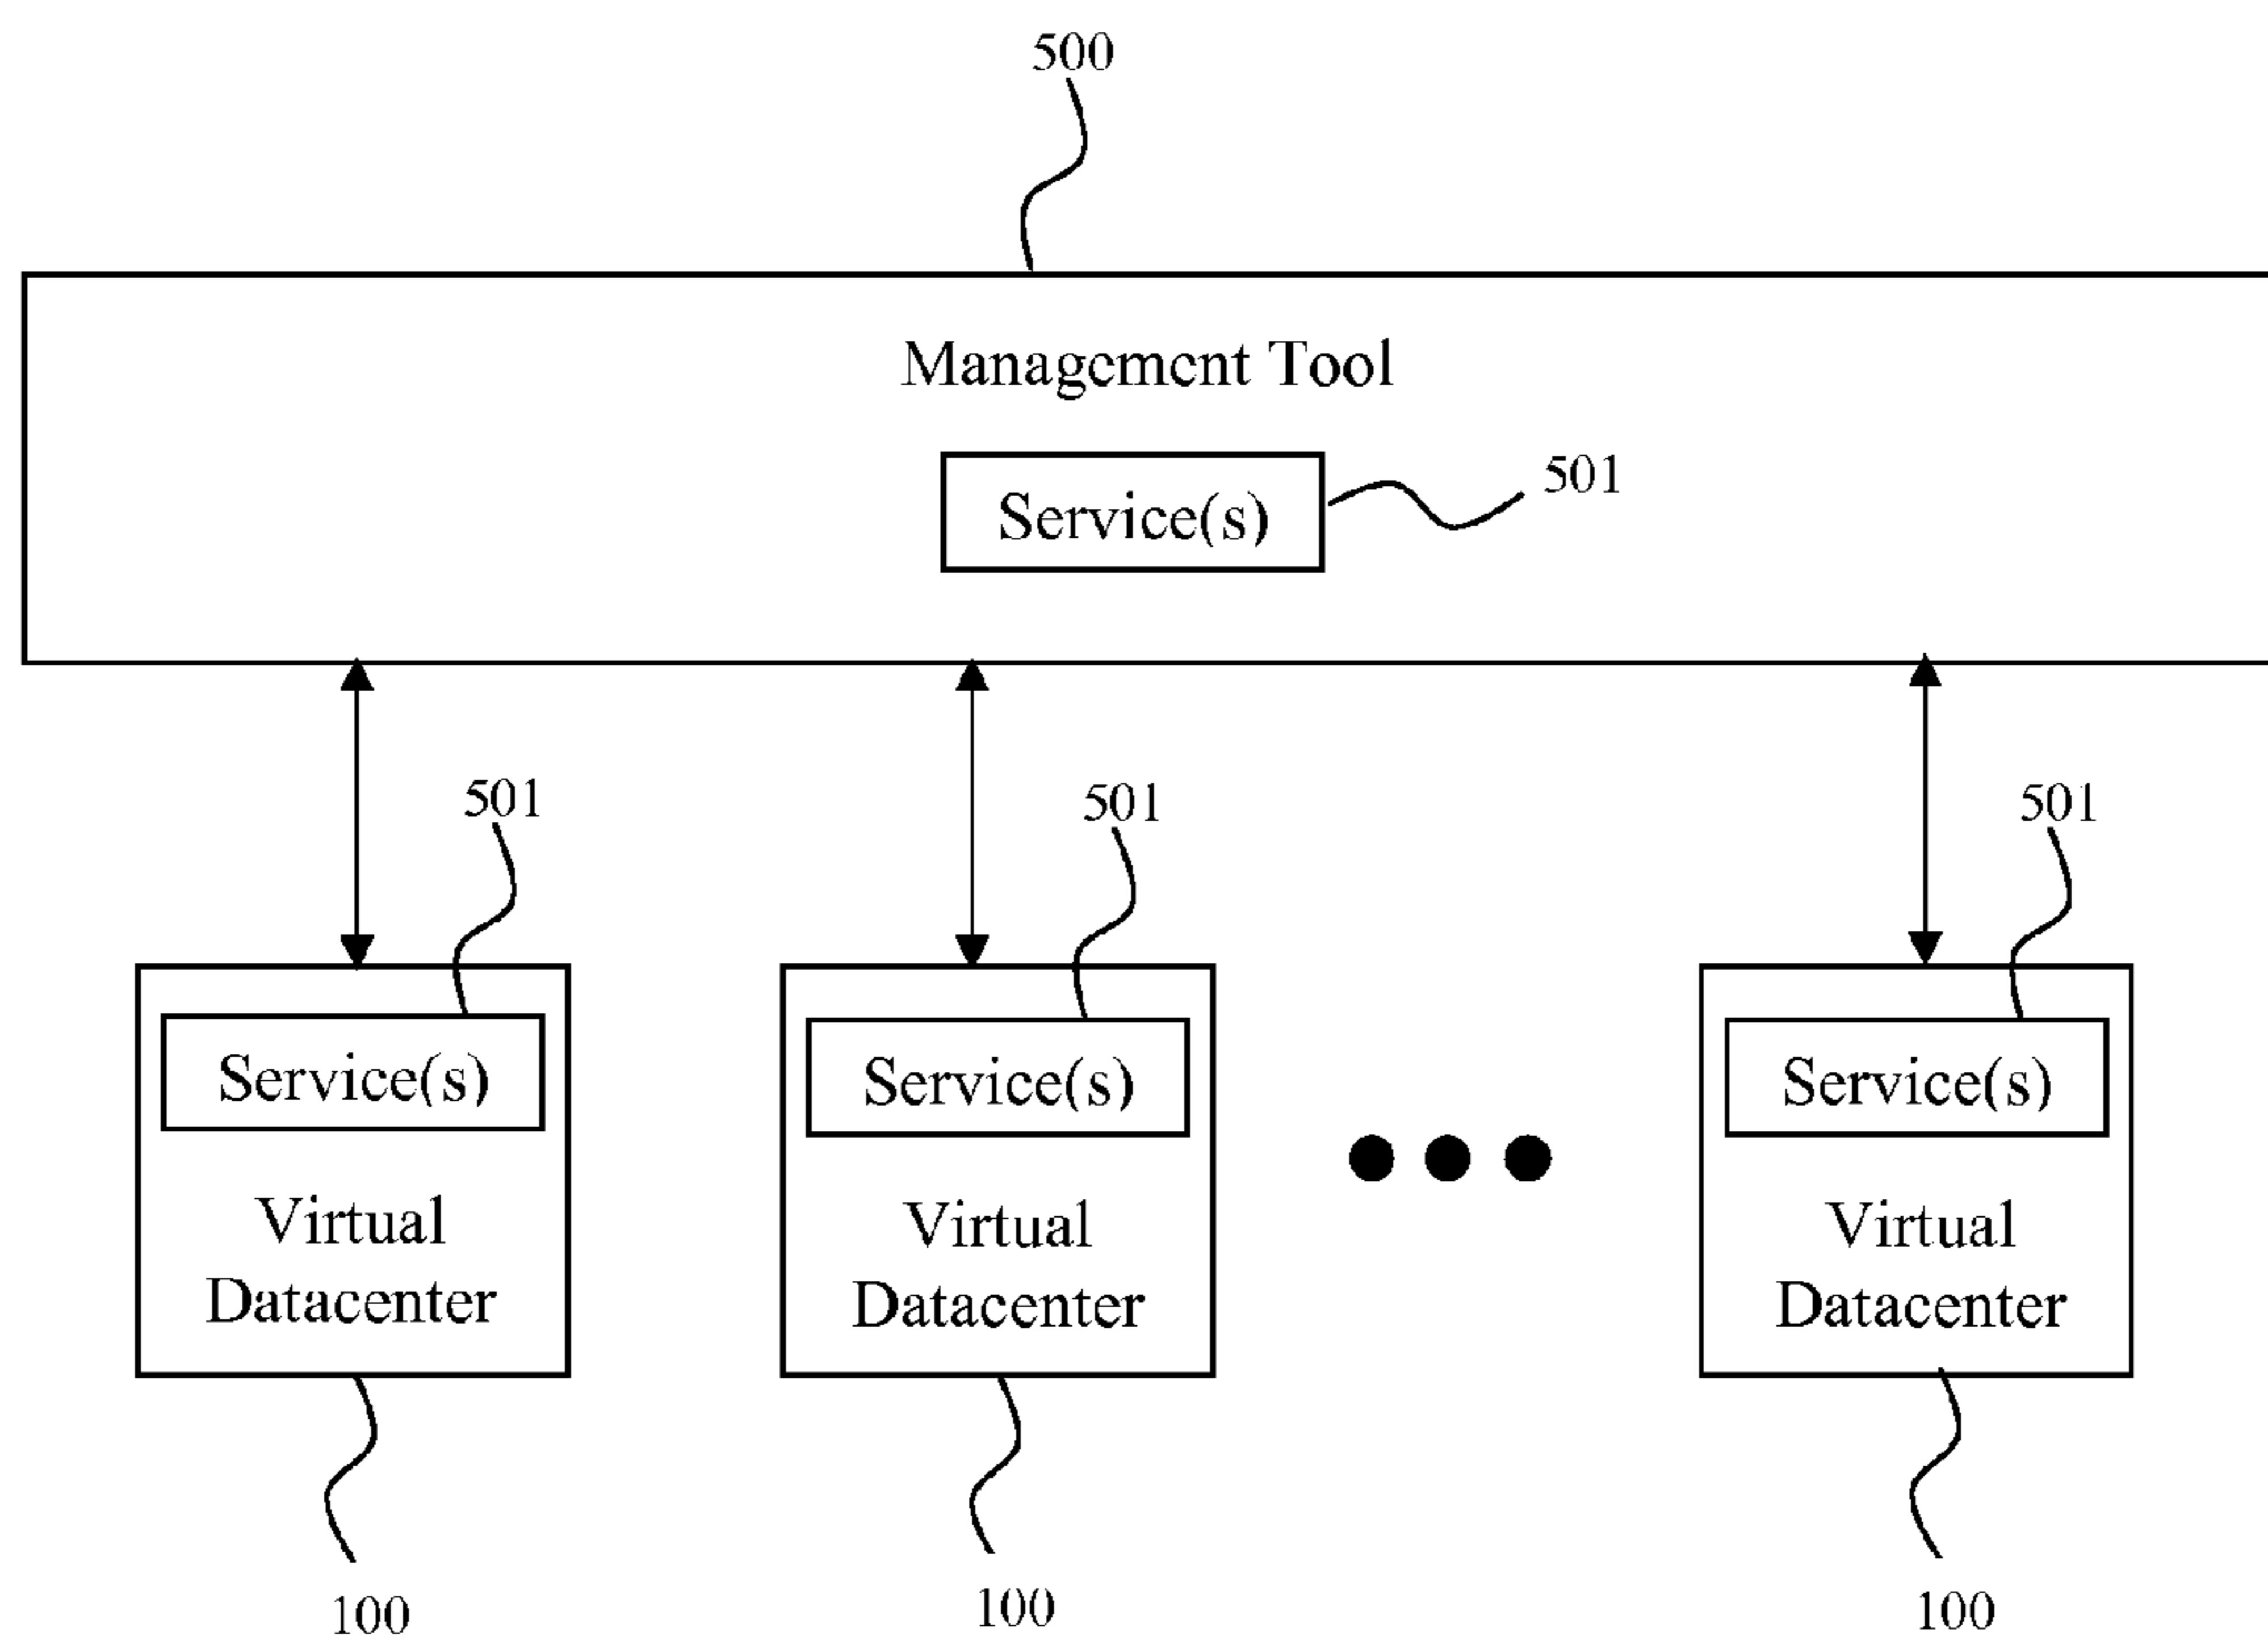 500
Management Tool
Service(s)
501
501
501
501
Service(s)
Service(s)
Service(s)
Virtual
Datacenter
Virtual
Datacenter
Virtual
Datacenter
100
100
100